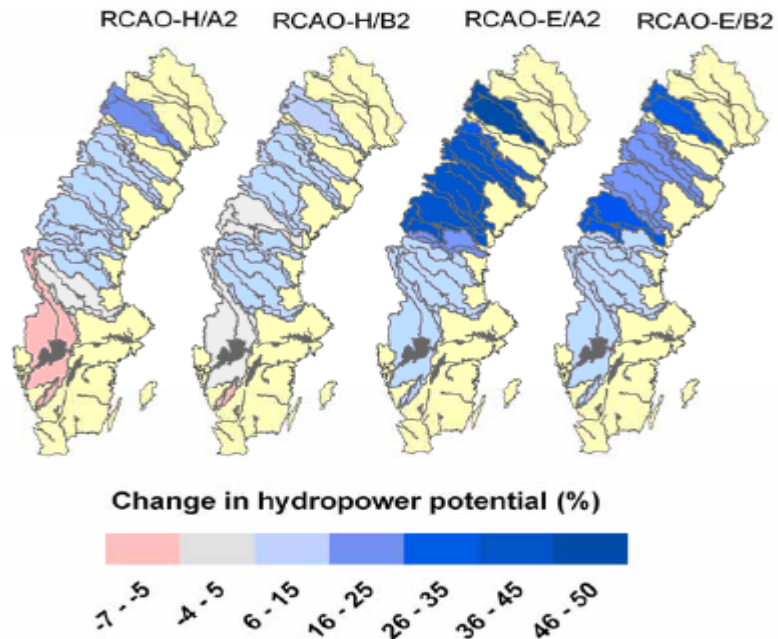 RCAO-H/A2 RCAO-H/B2 RCAO-E/A2 RCAO-E/B2
Change in hydropower potential (%)
-7 - -5 -4 - 5 6 - 15 16 - 25 26 - 35 36 - 45 46 - 50